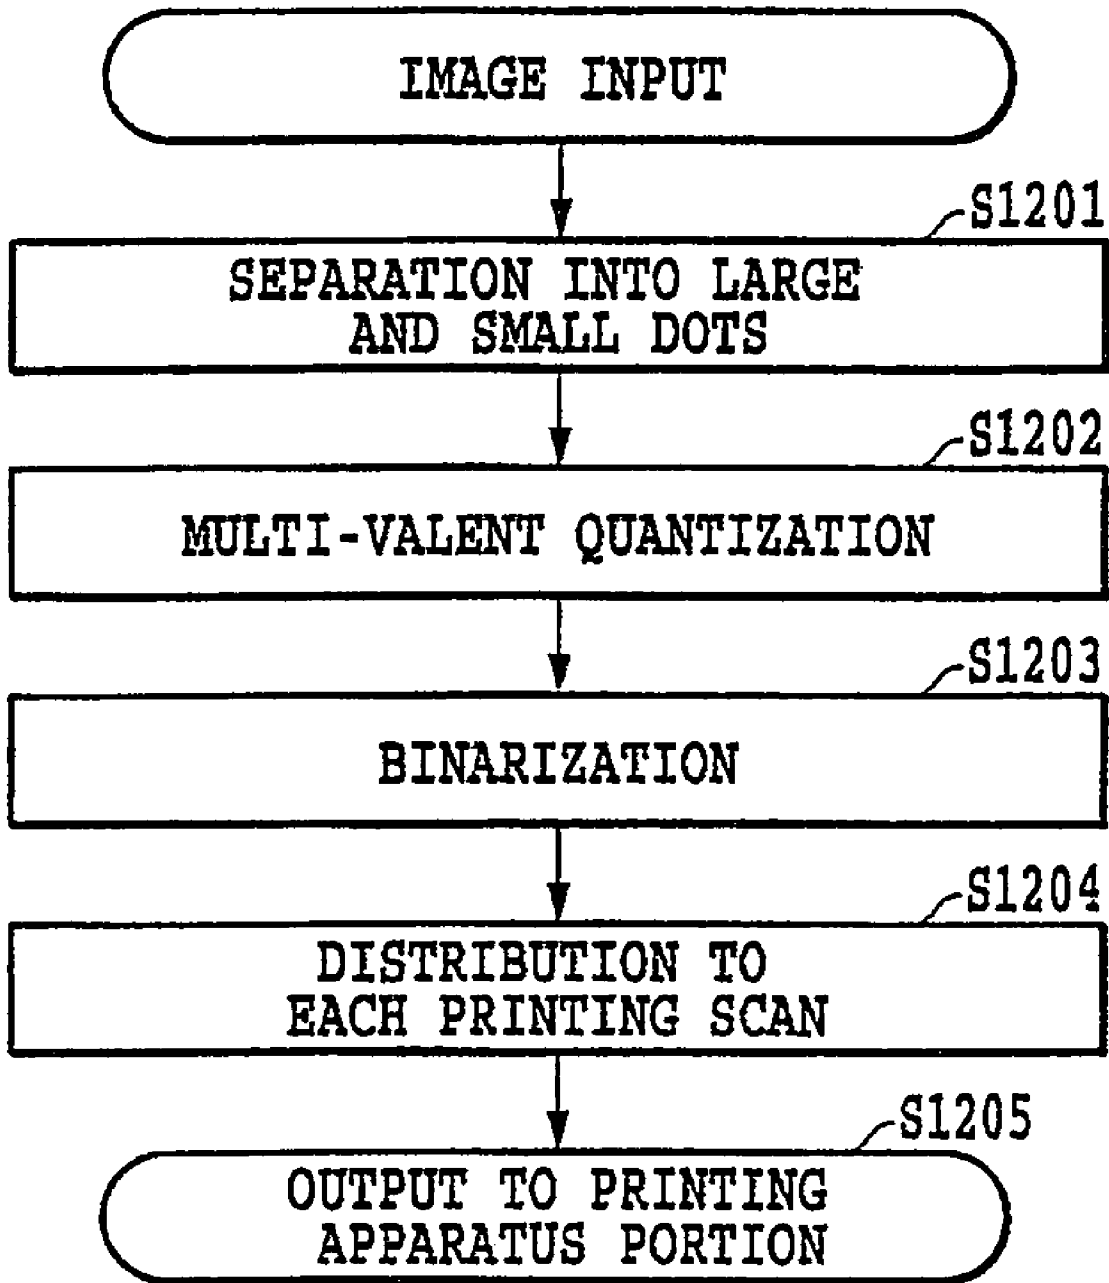 IMAGE INPUT
S1201
SEPARATION INTO LARGE
AND SMALL DOTS
S1202
MULTI-VALENT QUANTIZATION
S1203
BINARIZATION
S1204
DISTRIBUTION TO
EACH PRINTING SCAN
S1205
OUTPUT TO PRINTING
APPARATUS PORTION